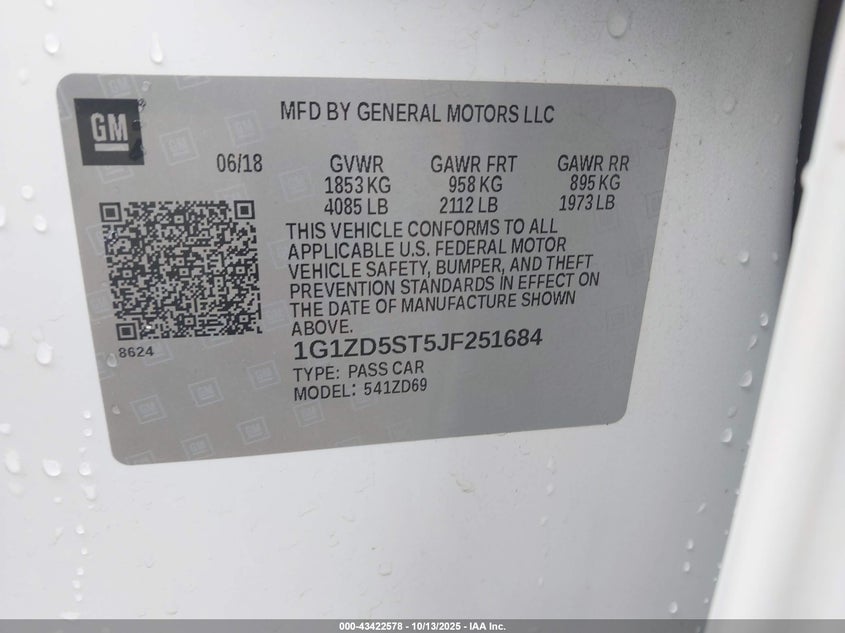 GM
MFD BY GENERAL MOTORS LLC
06/18 GVWR GAWR FRT GAWR RR
1853 KG 958 KG 895 KG
4085 LB 2112 LB 1973 LB
THIS VEHICLE CONFORMS TO ALL
APPLICABLE U.S. FEDERAL MOTOR
VEHICLE SAFETY, BUMPER, AND THEFT
PREVENTION STANDARDS IN EFFECT ON
THE DATE OF MANUFACTURE SHOWN
ABOVE.
8624
1G1ZD5ST5JF251684
TYPE: PASS CAR
MODEL: 541ZD69
000-43422578 - 10/13/2025 - IAA Inc.